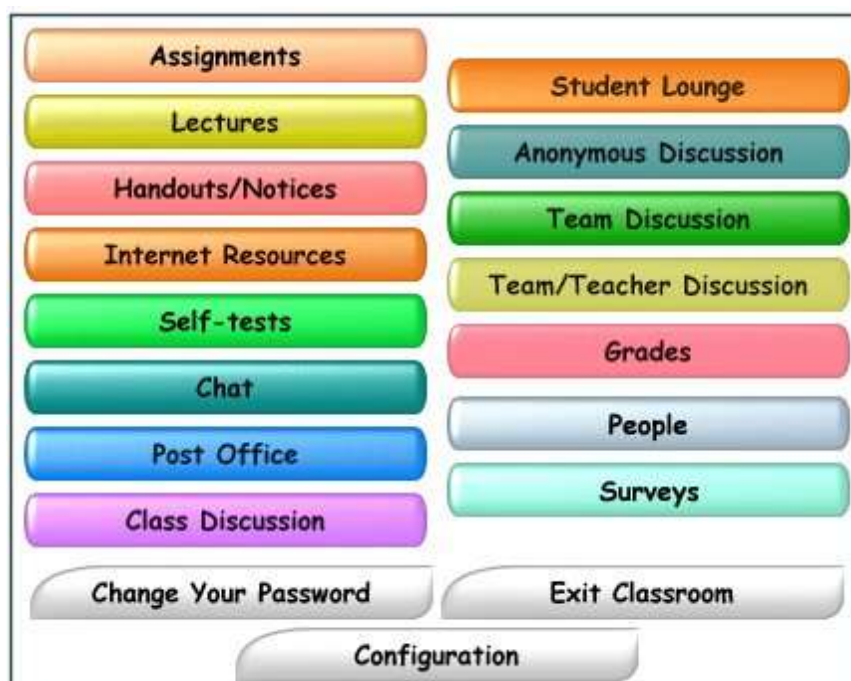 Assignments
Lectures
Handouts/Notices
Internet Resources
Self-tests
Chat
Post Office
Class Discussion
Student Lounge
Anonymous Discussion
Team Discussion
Team/Teacher Discussion
Grades
People
Surveys
Change Your Password
Exit Classroom
Configuration